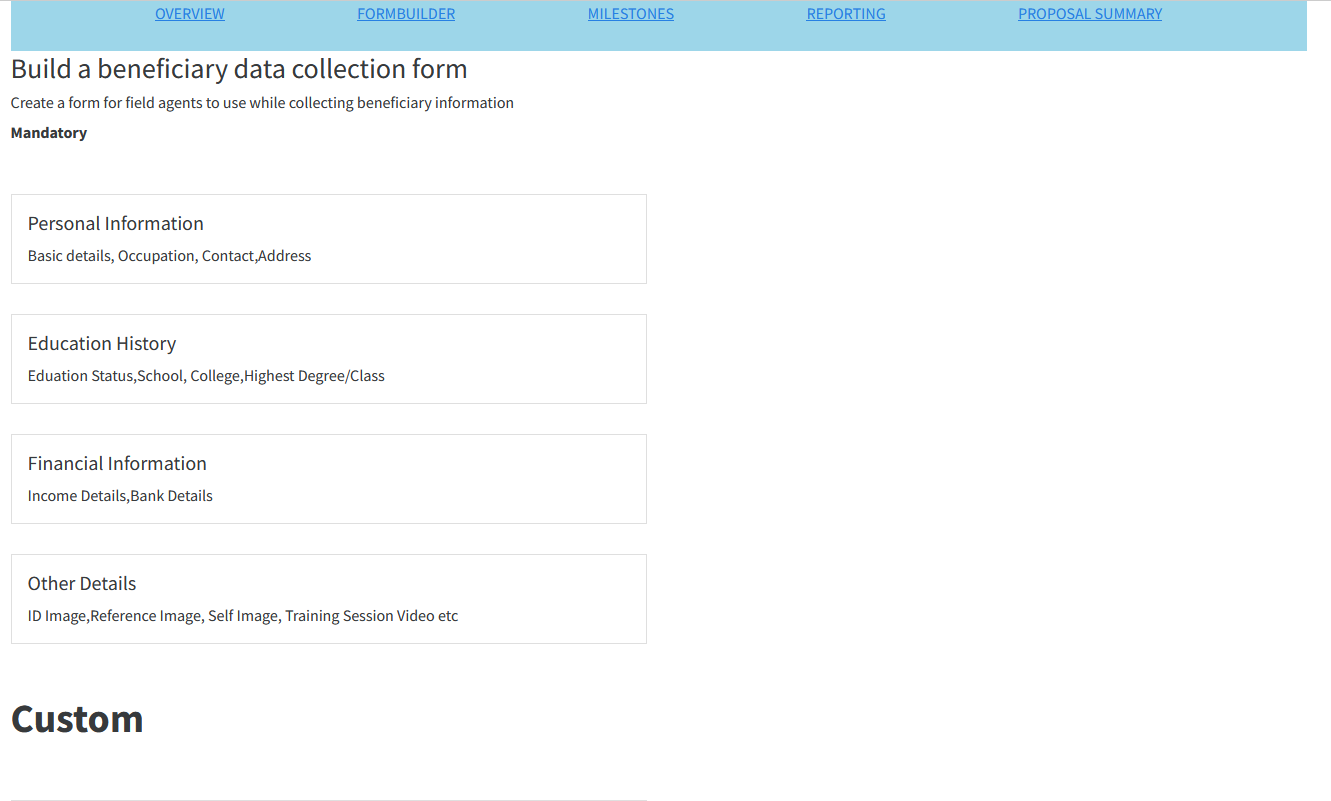 OVERVIEW FORMBUILDER MILESTONES REPORTING PROPOSAL SUMMARY
Build a beneficiary data collection form
Create a form for field agents to use while collecting beneficiary information
Mandatory
Personal Information
Basic details, Occupation, Contact,Address
Education History
Eduation Status,School, College,Highest Degree/Class
Financial Information
Income Details,Bank Details
Other Details
ID Image,Reference Image, Self Image, Training Session Video etc
Custom